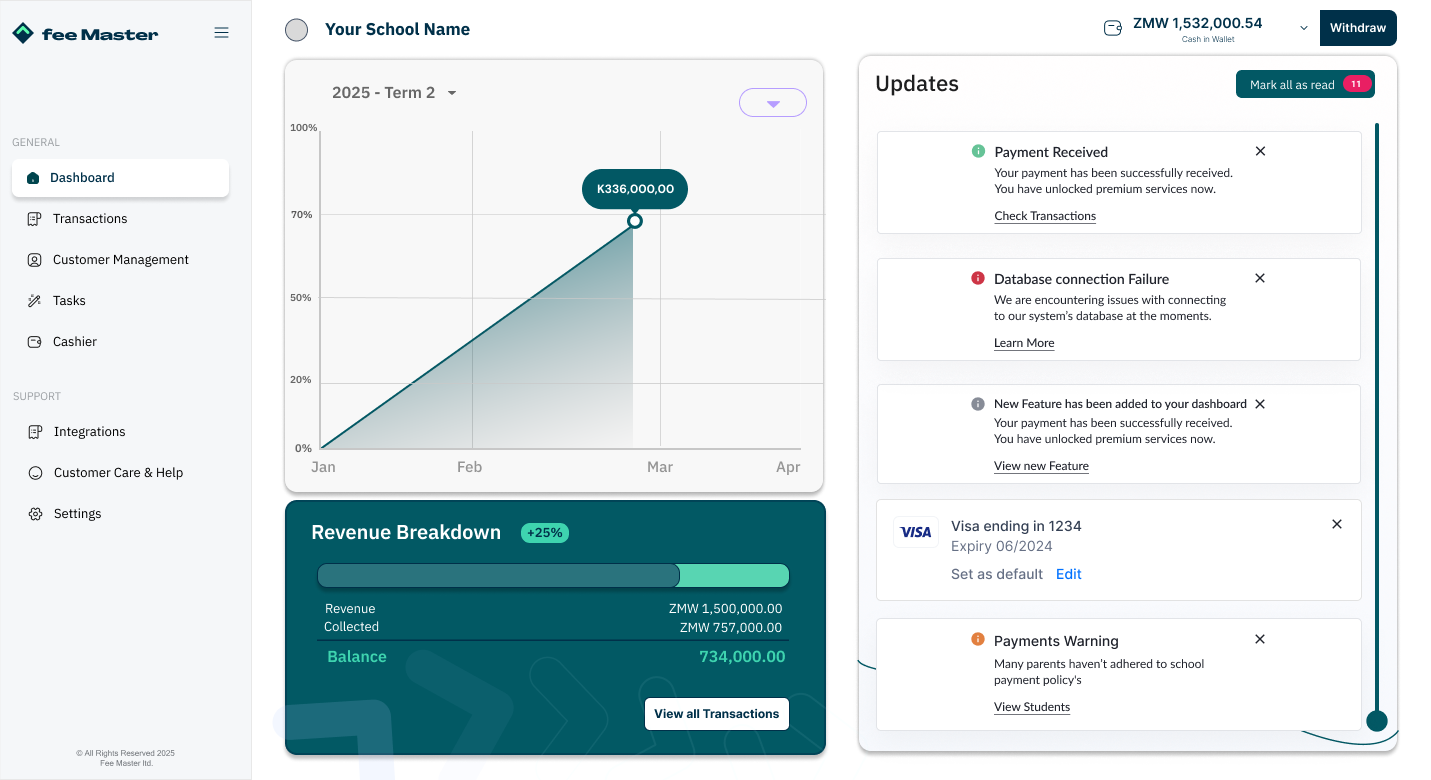 fee Master
GENERAL
Dashboard
Transactions
Customer Management
Tasks
Cashier
SUPPORT
Integrations
Customer Care & Help
Settings
© All Rights Reserved 2025
Fee Master ltd.
Your School Name
ZMW 1,532,000.54
Cash in Wallet
Withdraw
2025 - Term 2
100%
70%
50%
20%
0%
K336,000,00
Jan
Feb
Mar
Apr
Revenue Breakdown
+25%
Revenue
ZMW 1,500,000.00
Collected
ZMW 757,000.00
Balance
734,000.00
View all Transactions
Updates
Mark all as read
11
Payment Received
Your payment has been successfully received.
You have unlocked premium services now.
Check Transactions
Database connection Failure
We are encountering issues with connecting
to our system's database at the moments.
Learn More
New Feature has been added to your dashboard
Your payment has been successfully received.
You have unlocked premium services now.
View new Feature
VISA
Visa ending in 1234
Expiry 06/2024
Set as default
Edit
Payments Warning
Many parents haven't adhered to school
payment policy's
View Students